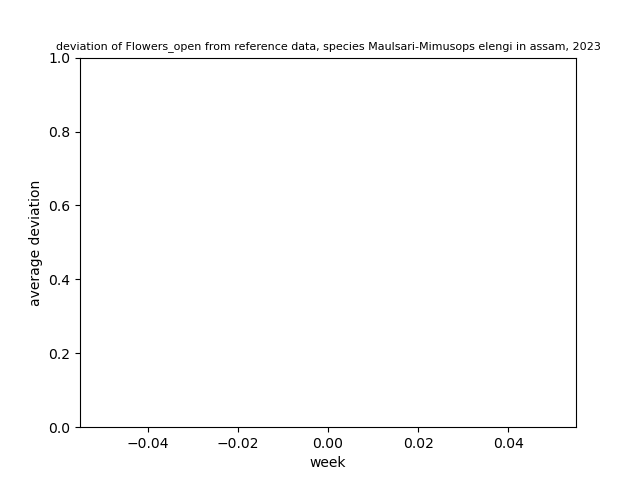 deviation of Flowers_open from reference data, species Maulsari-Mimusops elengi in assam, 2023
1.0
0.8
0.6
0.4
0.2
0.0
average deviation
−0.04 −0.02 0.00 0.02 0.04
week